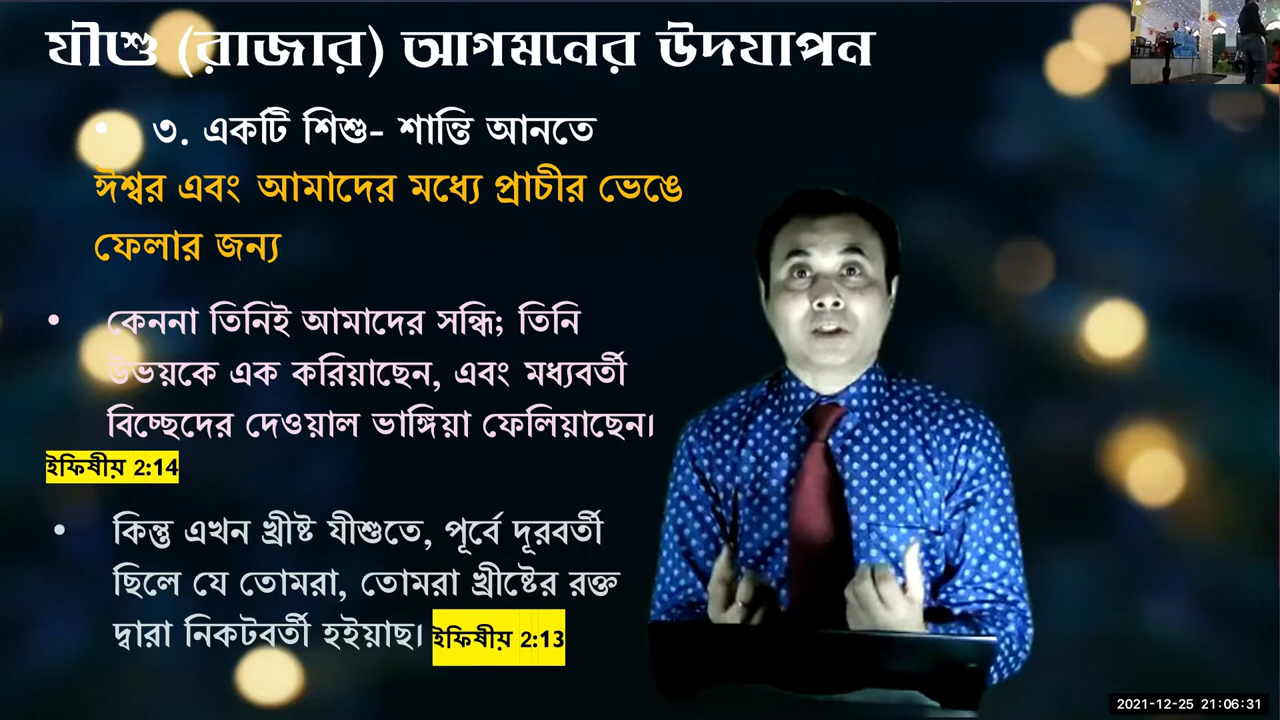 যীশু (রাজার) আগমনের উদযাপন
• ৩. একটি শিশু- শান্তি আনতে
ঈশ্বর এবং আমাদের মধ্যে প্রাচীর ভেঙে
ফেলার জন্য
• কেননা তিনিই আমাদের সন্ধি; তিনি
উভয়কে এক করিয়াছেন, এবং মধ্যবর্তী
বিচ্ছেদের দেওয়াল ভাঙ্গিয়া ফেলিয়াছেন।
ইফিষীয় 2:14
• কিন্তু এখন খ্রীষ্ট যীশুতে, পূর্বে দূরবর্তী
ছিলে যে তোমরা, তোমরা খ্রীষ্টের রক্ত
দ্বারা নিকটবর্তী হইয়াছ। ইফিষীয় 2:13
2021-12-25 21:06:31